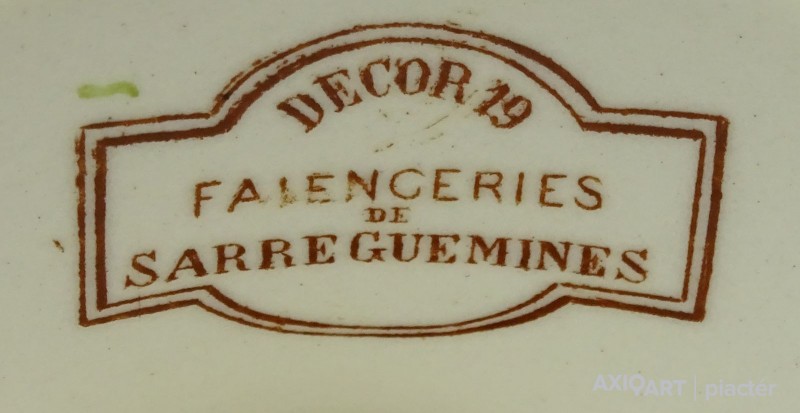 DECOR 19
FAIENCERIES
DE
SARREGUEMINES
AXIOART | piacter